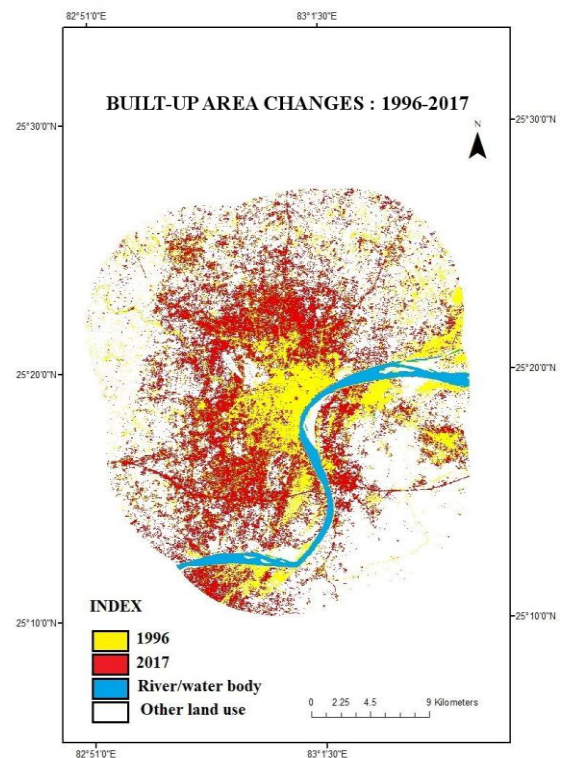 82°51'0"E 83°1'30"E
BUILT-UP AREA CHANGES : 1996-2017
N
25°30'0"N 25°30'0"N
25°20'0"N 25°20'0"N
25°10'0"N 25°10'0"N
INDEX
1996
2017
River/water body
Other land use
0 2.25 4.5 9 Kilometers
82°51'0"E 83°1'30"E